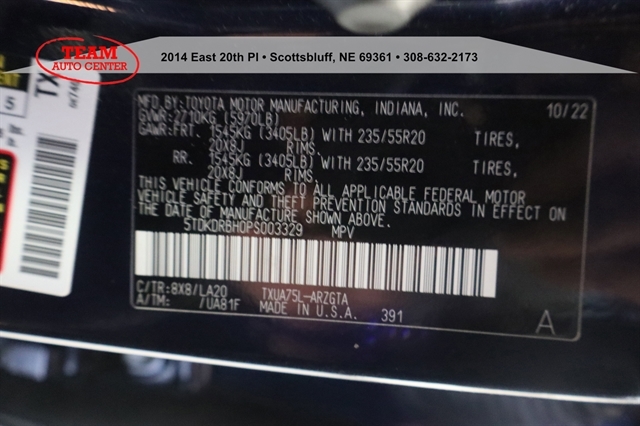 TEAM
AUTO CENTER
2014 East 20th Pl • Scottsbluff, NE 69361 • 308-632-2173
MFD.BY:TOYOTA MOTOR MANUFACTURING, INDIANA, INC. 10/22
GVWR:2710KG (5970LB)
GAWR:FRT. 1545KG (3405LB) WITH 235/55R20 TIRES,
20X8J RIMS.
RR. 1545KG (3405LB) WITH 235/55R20 TIRES,
20X8J RIMS.
THIS VEHICLE CONFORMS TO ALL APPLICABLE FEDERAL MOTOR
VEHICLE SAFETY AND THEFT PREVENTION STANDARDS IN EFFECT ON
THE DATE OF MANUFACTURE SHOWN ABOVE.
5TDKDRBH0PS003329 MPV
C/TR:8X8/LA20 TXUA75L-ARZGTA
A/TM: /UA81F MADE IN U.S.A. 391
A
TX
5